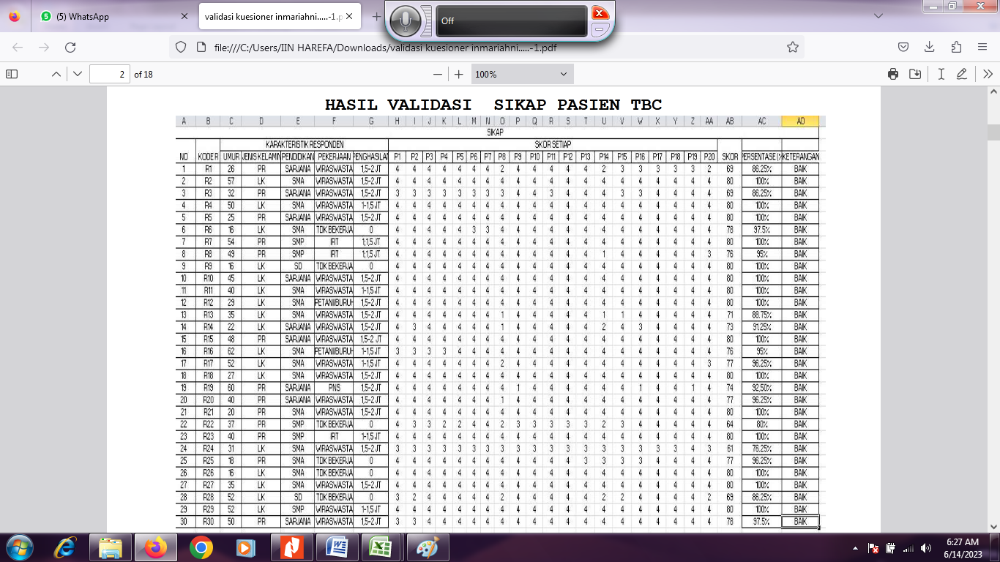 5 (5) WhatsApp
validasi kuesioner inmariahni.....-1.p
Off
file:///C:/Users/IIN HAREFA/Downloads/validasi kuesioner inmariahni.....-1.pdf
2 of 18
100%
HASIL VALIDASI SIKAP PASIEN TBC
A B C D E F G H I J K L M N O P Q R S T U V W X Y Z AA AB AC AD
SIKAP
KARAKTERISTIK RESPONDEN SKOR SETIAP
NO KODE R UMUR JENIS KELAMIN PENDIDIKAN PEKERJAAN PENGHASILAN P1 P2 P3 P4 P5 P6 P7 P8 P9 P10 P11 P12 P13 P14 P15 P16 P17 P18 P19 P20 SKOR PERSENTASE (% KETERANGAN
1 R1 26 PR SARJANA WIRASWASTA 1,5-2 JT 4 4 4 4 4 4 4 2 4 4 4 4 4 2 3 3 3 3 3 2 69 86.25% BAIK
2 R2 57 LK SMA WIRASWASTA 1,5-2 JT 4 4 4 4 4 4 4 4 4 4 4 4 4 4 4 4 4 4 4 4 80 100% BAIK
3 R3 32 PR SARJANA WIRASWASTA 1,5-2 JT 3 3 3 3 3 3 3 3 4 4 3 4 4 4 3 3 4 4 4 4 69 86.25% BAIK
4 R4 50 LK SMA WIRASWASTA 1-1,5 JT 4 4 4 4 4 4 4 4 4 4 4 4 4 4 4 4 4 4 4 4 80 100% BAIK
5 R5 25 PR SARJANA WIRASWASTA 1,5-2 JT 4 4 4 4 4 4 4 4 4 4 4 4 4 4 4 4 4 4 4 4 80 100% BAIK
6 R6 16 LK SMA TDK BEKERJA 0 4 4 4 4 4 3 3 4 4 4 4 4 4 4 4 4 4 4 4 4 78 97.5% BAIK
7 R7 54 PR SMP IRT 1;1,5 JT 4 4 4 4 4 4 4 4 4 4 4 4 4 4 4 4 4 4 4 4 80 100% BAIK
8 R8 49 PR SMP IRT 1;1,5 JT 4 4 4 4 4 4 4 4 4 4 4 4 4 1 4 4 4 4 4 3 76 95% BAIK
9 R9 16 LK SD TDK BEKERJA 0 4 4 4 4 4 4 4 4 4 4 4 4 4 4 4 4 4 4 4 4 80 100% BAIK
10 R10 45 LK SARJANA WIRASWASTA 1,5-2 JT 4 4 4 4 4 4 4 4 4 4 4 4 4 4 4 4 4 4 4 4 80 100% BAIK
11 R11 40 LK SMA WIRASWASTA 1-1,5 JT 4 4 4 4 4 4 4 4 4 4 4 4 4 4 4 4 4 4 4 4 80 100% BAIK
12 R12 29 LK SMA PETANI/BURUH 1,5-2 JT 4 4 4 4 4 4 4 4 4 4 4 4 4 4 4 4 4 4 4 4 80 100% BAIK
13 R13 35 LK SMA WIRASWASTA 1,5-2 JT 4 4 4 4 4 4 4 1 4 4 4 4 4 1 1 4 4 4 4 4 71 88.75% BAIK
14 R14 22 LK SARJANA WIRASWASTA 1,5-2 JT 4 3 4 4 4 4 4 1 4 4 4 4 4 2 4 3 4 4 4 4 73 91.25% BAIK
15 R15 48 PR SARJANA WIRASWASTA 1,5-2 JT 4 4 4 4 4 4 4 4 4 4 4 4 4 4 4 4 4 4 4 4 80 100% BAIK
16 R16 62 LK SMA PETANI/BURUH 1-1,5 JT 3 3 3 3 4 4 4 4 4 4 4 4 4 4 4 4 4 4 4 4 76 95% BAIK
17 R17 52 LK SMA WIRASWASTA 1-1,5 JT 4 4 4 4 4 4 4 2 4 4 4 4 4 4 4 4 4 4 4 3 77 96.25% BAIK
18 R18 27 LK SMA WIRASWASTA 1,5-2 JT 4 4 4 4 4 4 4 4 4 4 4 4 4 4 4 4 4 4 4 4 80 100% BAIK
19 R19 60 PR SARJANA PNS 1,5-2 JT 4 4 4 4 4 4 4 4 1 4 4 4 4 4 4 1 4 4 1 4 74 92,50% BAIK
20 R20 40 PR SARJANA WIRASWASTA 1,5-2 JT 4 4 4 4 4 4 4 1 4 4 4 4 4 4 4 4 4 4 4 4 77 96.25% BAIK
21 R21 20 PR SMA WIRASWASTA 1,5-2 JT 4 4 4 4 4 4 4 4 4 4 4 4 4 4 4 4 4 4 4 4 80 100% BAIK
22 R22 37 PR SMP TDK BEKERJA 0 4 3 3 2 2 4 4 2 3 3 3 3 3 2 3 4 4 4 4 4 64 80% BAIK
23 R23 40 PR SMP IRT 1-1,5 JT 4 4 4 4 4 4 4 4 4 4 4 4 4 4 4 4 4 4 4 4 80 100% BAIK
24 R24 31 LK SMA WIRASWASTA 1,5-2 JT 3 3 3 3 3 3 3 3 3 3 3 3 3 3 3 3 3 3 4 3 61 76.25% BAIK
25 R25 18 PR SMA TDK BEKERJA 0 4 4 4 4 4 4 4 4 4 4 4 4 3 3 3 3 4 4 4 4 77 96.25% BAIK
26 R26 16 LK SMA TDK BEKERJA 0 4 4 4 4 4 4 4 4 4 4 4 4 4 4 4 4 4 4 4 4 80 100% BAIK
27 R27 35 LK SMA WIRASWASTA 1,5-2 JT 4 4 4 4 4 4 4 4 4 4 4 4 4 4 4 4 4 4 4 4 80 100% BAIK
28 R28 52 LK SD TDK BEKERJA 0 3 2 4 4 4 4 4 2 4 4 4 4 4 2 2 4 4 4 4 2 69 86.25% BAIK
29 R29 52 LK SMP WIRASWASTA 1-1,5 JT 4 4 4 4 4 4 4 4 4 4 4 4 4 4 4 4 4 4 4 4 80 100% BAIK
30 R30 50 PR SARJANA WIRASWASTA 1,5-2 JT 3 3 4 4 4 4 4 4 4 4 4 4 4 4 4 4 4 4 4 4 78 97.5% BAIK
6:27 AM
6/14/2023